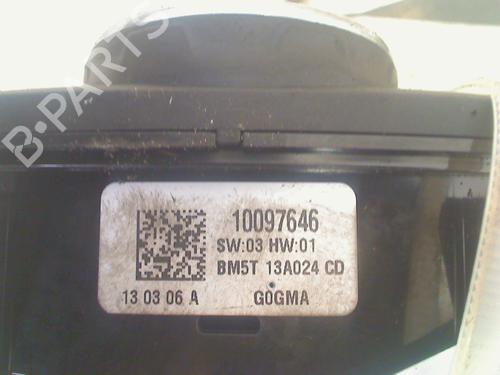 B-PARTS
10097646
SW:03 HW:01
BM5T 13A024 CD
13 03 06 A GOGMA